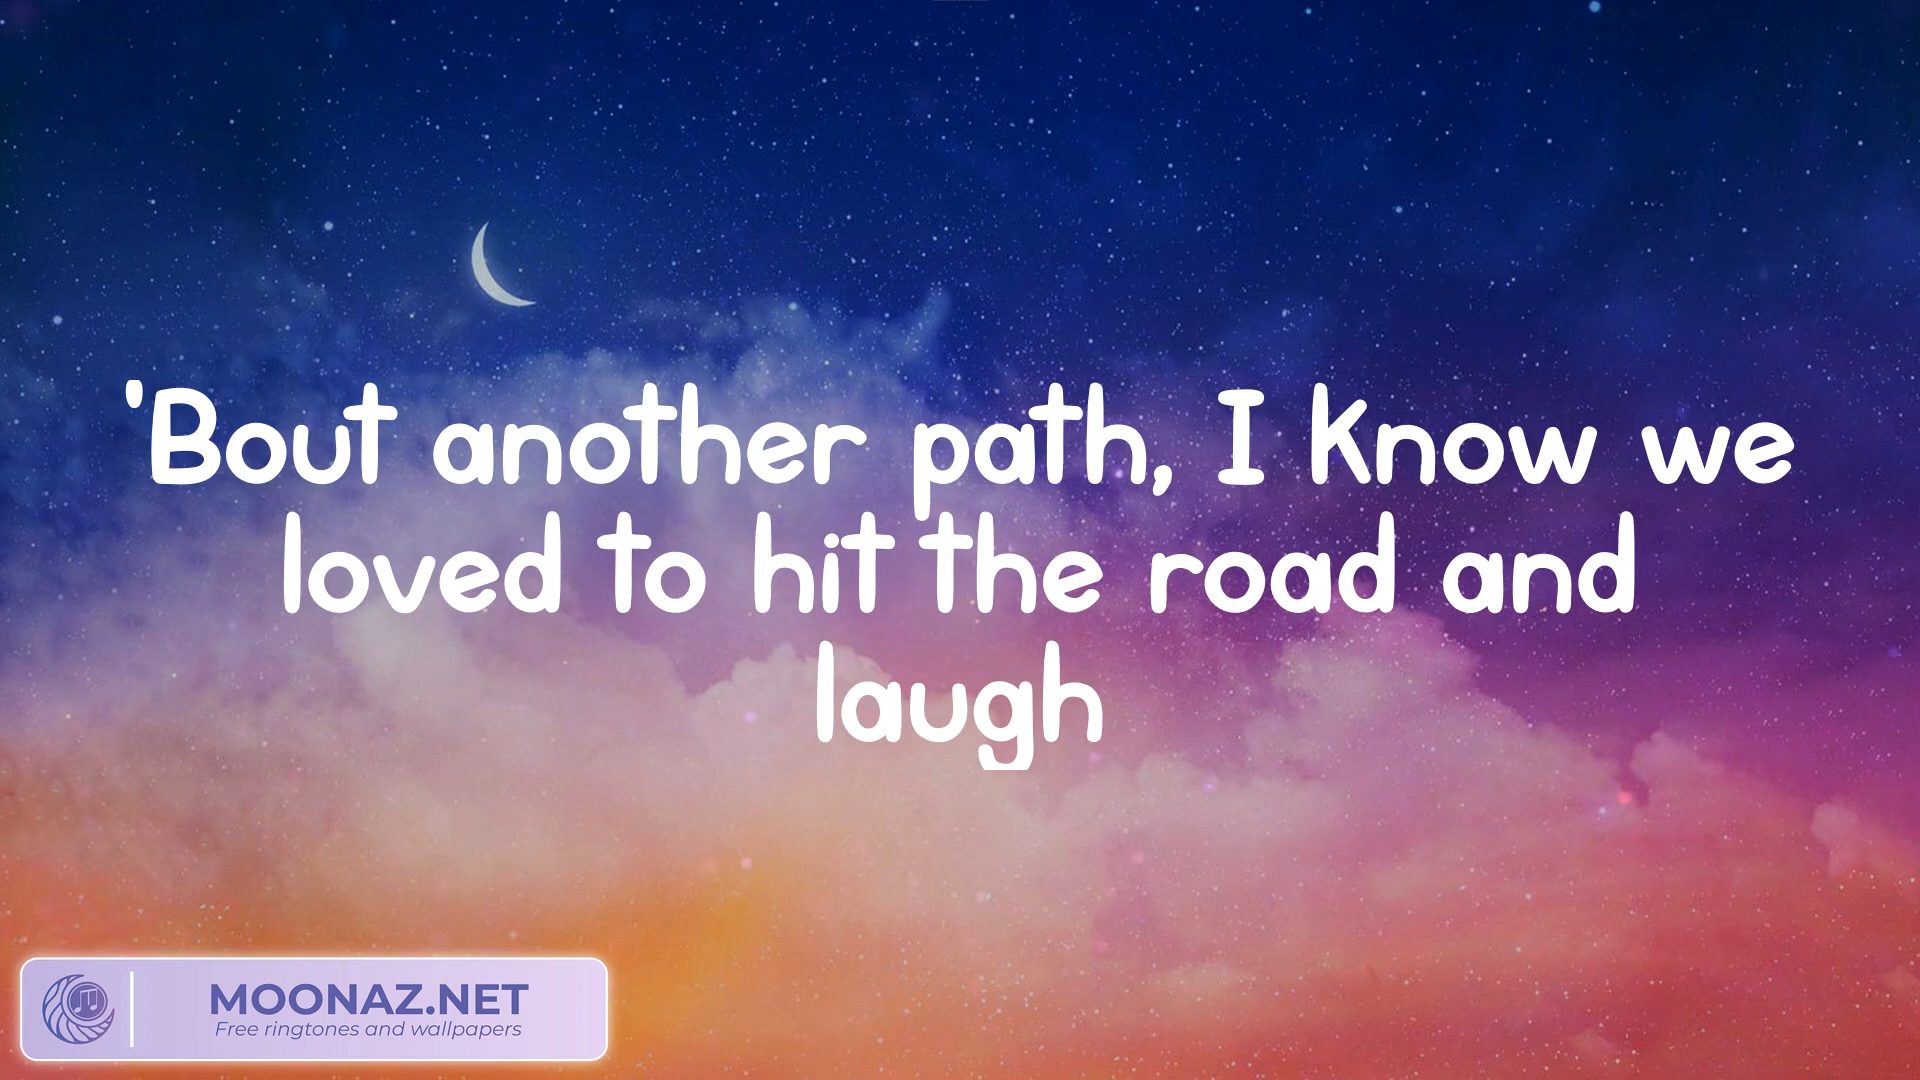 'Bout another path, I know we
loved to hit the road and
laugh
MOONAZ.NET
Free ringtones and wallpapers